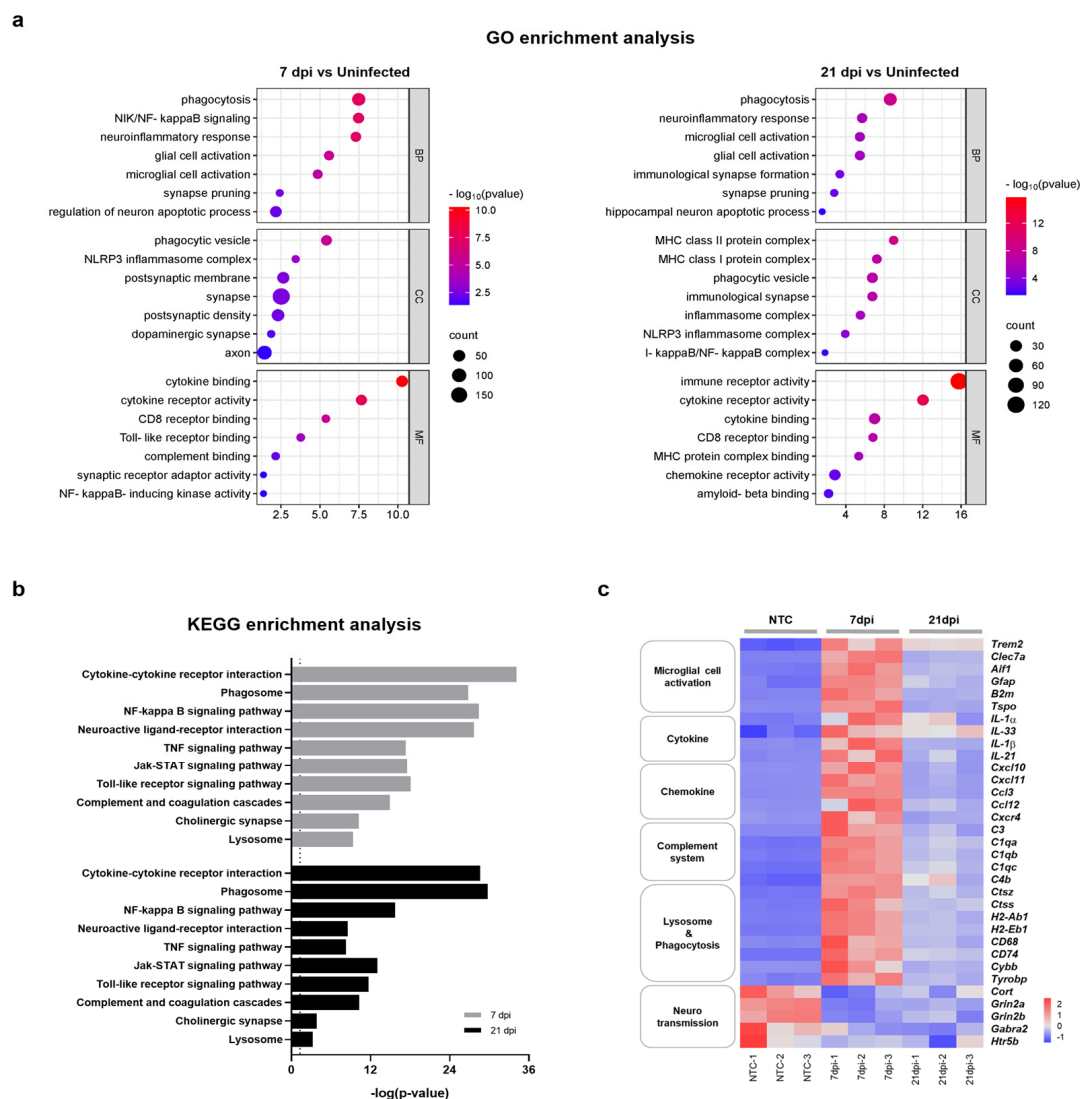 a
GO enrichment analysis
7 dpi vs Uninfected
phagocytosis
NIK/NF- kappaB signaling
neuroinflammatory response
glial cell activation
microglial cell activation
synapse pruning
regulation of neuron apoptotic process
BP
phagocytic vesicle
NLRP3 inflammasome complex
postsynaptic membrane
synapse
postsynaptic density
dopaminergic synapse
axon
CC
cytokine binding
cytokine receptor activity
CD8 receptor binding
Toll- like receptor binding
complement binding
synaptic receptor adaptor activity
NF- kappaB- inducing kinase activity
MF
2.5 5.0 7.5 10.0
- log10(pvalue)
10.0
7.5
5.0
2.5
count
50
100
150
21 dpi vs Uninfected
phagocytosis
neuroinflammatory response
microglial cell activation
glial cell activation
immunological synapse formation
synapse pruning
hippocampal neuron apoptotic process
BP
MHC class II protein complex
MHC class I protein complex
phagocytic vesicle
immunological synapse
inflammasome complex
NLRP3 inflammasome complex
I- kappaB/NF- kappaB complex
CC
immune receptor activity
cytokine receptor activity
cytokine binding
CD8 receptor binding
MHC protein complex binding
chemokine receptor activity
amyloid- beta binding
MF
4 8 12 16
- log10(pvalue)
12
8
4
count
30
60
90
120
b
KEGG enrichment analysis
Cytokine-cytokine receptor interaction
Phagosome
NF-kappa B signaling pathway
Neuroactive ligand-receptor interaction
TNF signaling pathway
Jak-STAT signaling pathway
Toll-like receptor signaling pathway
Complement and coagulation cascades
Cholinergic synapse
Lysosome
Cytokine-cytokine receptor interaction
Phagosome
NF-kappa B signaling pathway
Neuroactive ligand-receptor interaction
TNF signaling pathway
Jak-STAT signaling pathway
Toll-like receptor signaling pathway
Complement and coagulation cascades
Cholinergic synapse
Lysosome
7 dpi
21 dpi
0 12 24 36
-log(p-value)
c
NTC 7dpi 21dpi
Microglial cell
activation
Cytokine
Chemokine
Complement
system
Lysosome
&
Phagocytosis
Neuro
transmission
Trem2
Clec7a
Aif1
Gfap
B2m
Tspo
IL-1α
IL-33
IL-1β
IL-21
Cxcl10
Cxcl11
Ccl3
Ccl12
Cxcr4
C3
C1qa
C1qb
C1qc
C4b
Ctsz
Ctss
H2-Ab1
H2-Eb1
CD68
CD74
Cybb
Tyrobp
Cort
Grin2a
Grin2b
Gabra2
Htr5b
2
1
0
-1
NTC-1 NTC-2 NTC-3 7dpi-1 7dpi-2 7dpi-3 21dpi-1 21dpi-2 21dpi-3